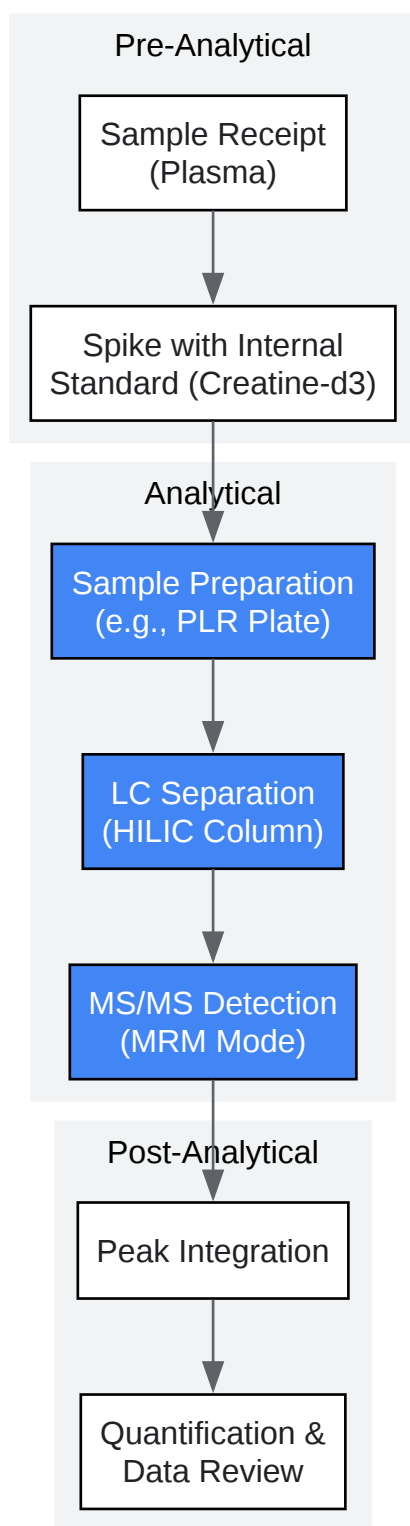 Pre-Analytical
Sample Receipt
(Plasma)
Spike with Internal
Standard (Creatine-d3)
Analytical
Sample Preparation
(e.g., PLR Plate)
LC Separation
(HILIC Column)
MS/MS Detection
(MRM Mode)
Post-Analytical
Peak Integration
Quantification &
Data Review